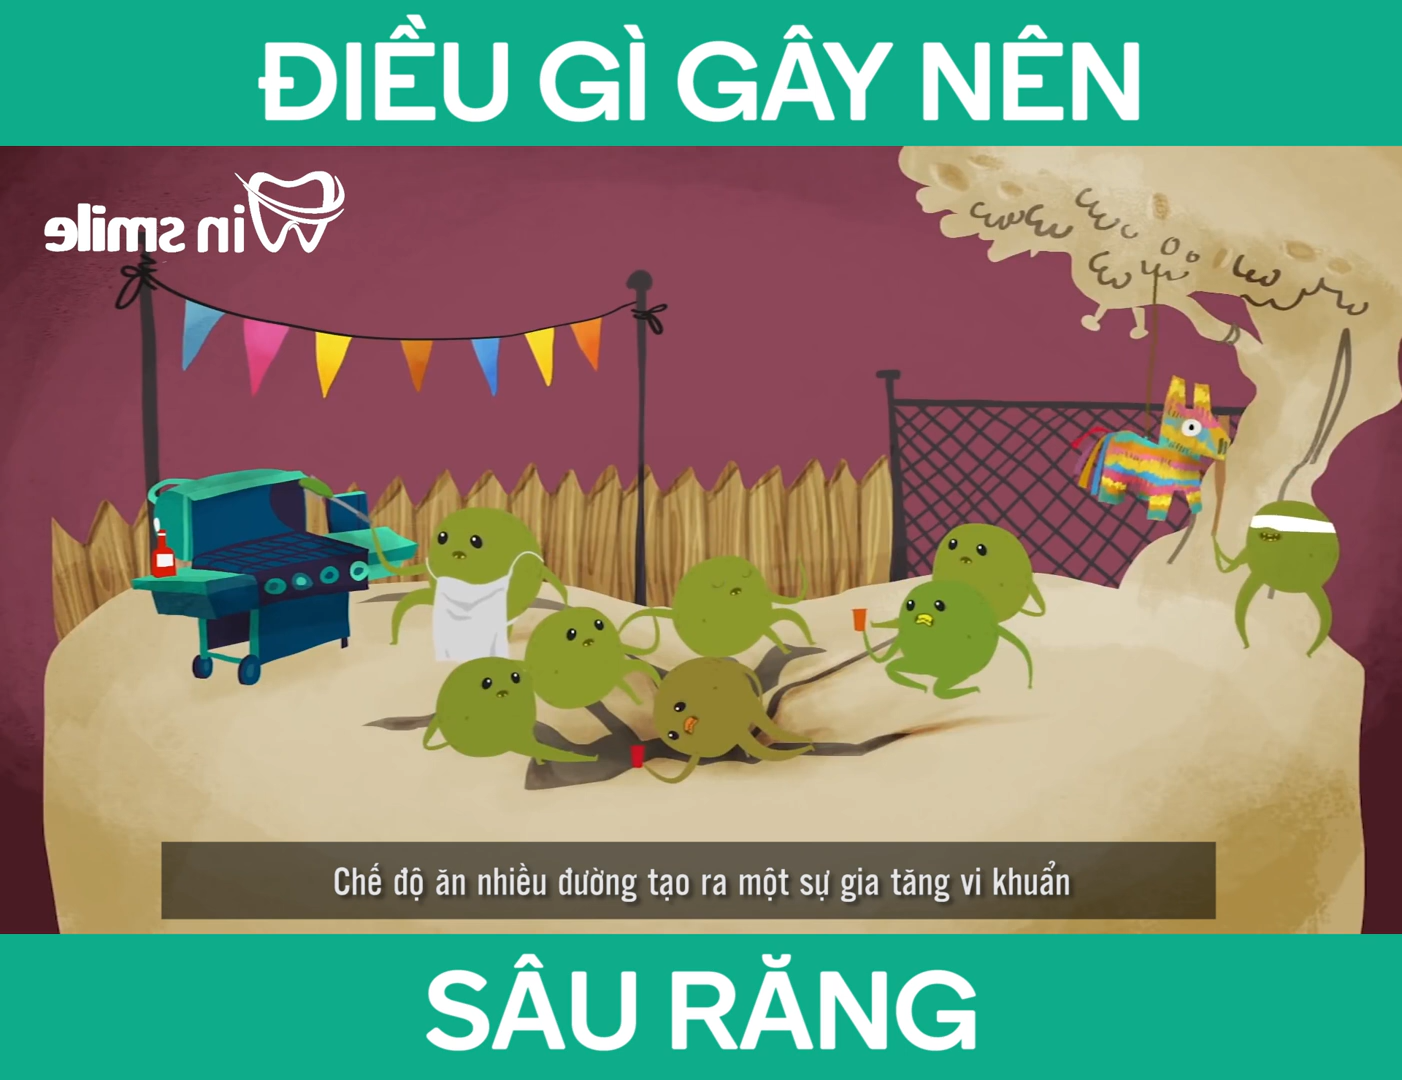 ĐIỀU GÌ GÂY NÊN
Win smile
Chế độ ăn nhiều đường tạo ra một sự gia tăng vi khuẩn
SÂU RĂNG